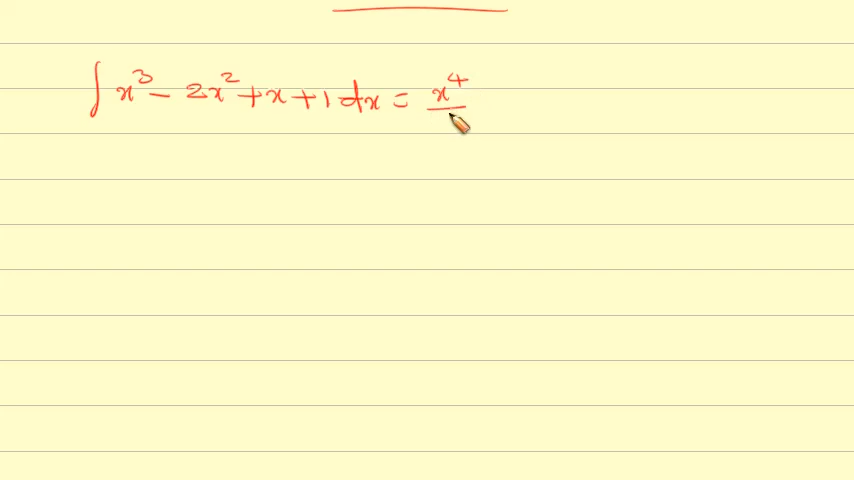 ∫ x³ - 2x² + x + 1 dx = x⁴/